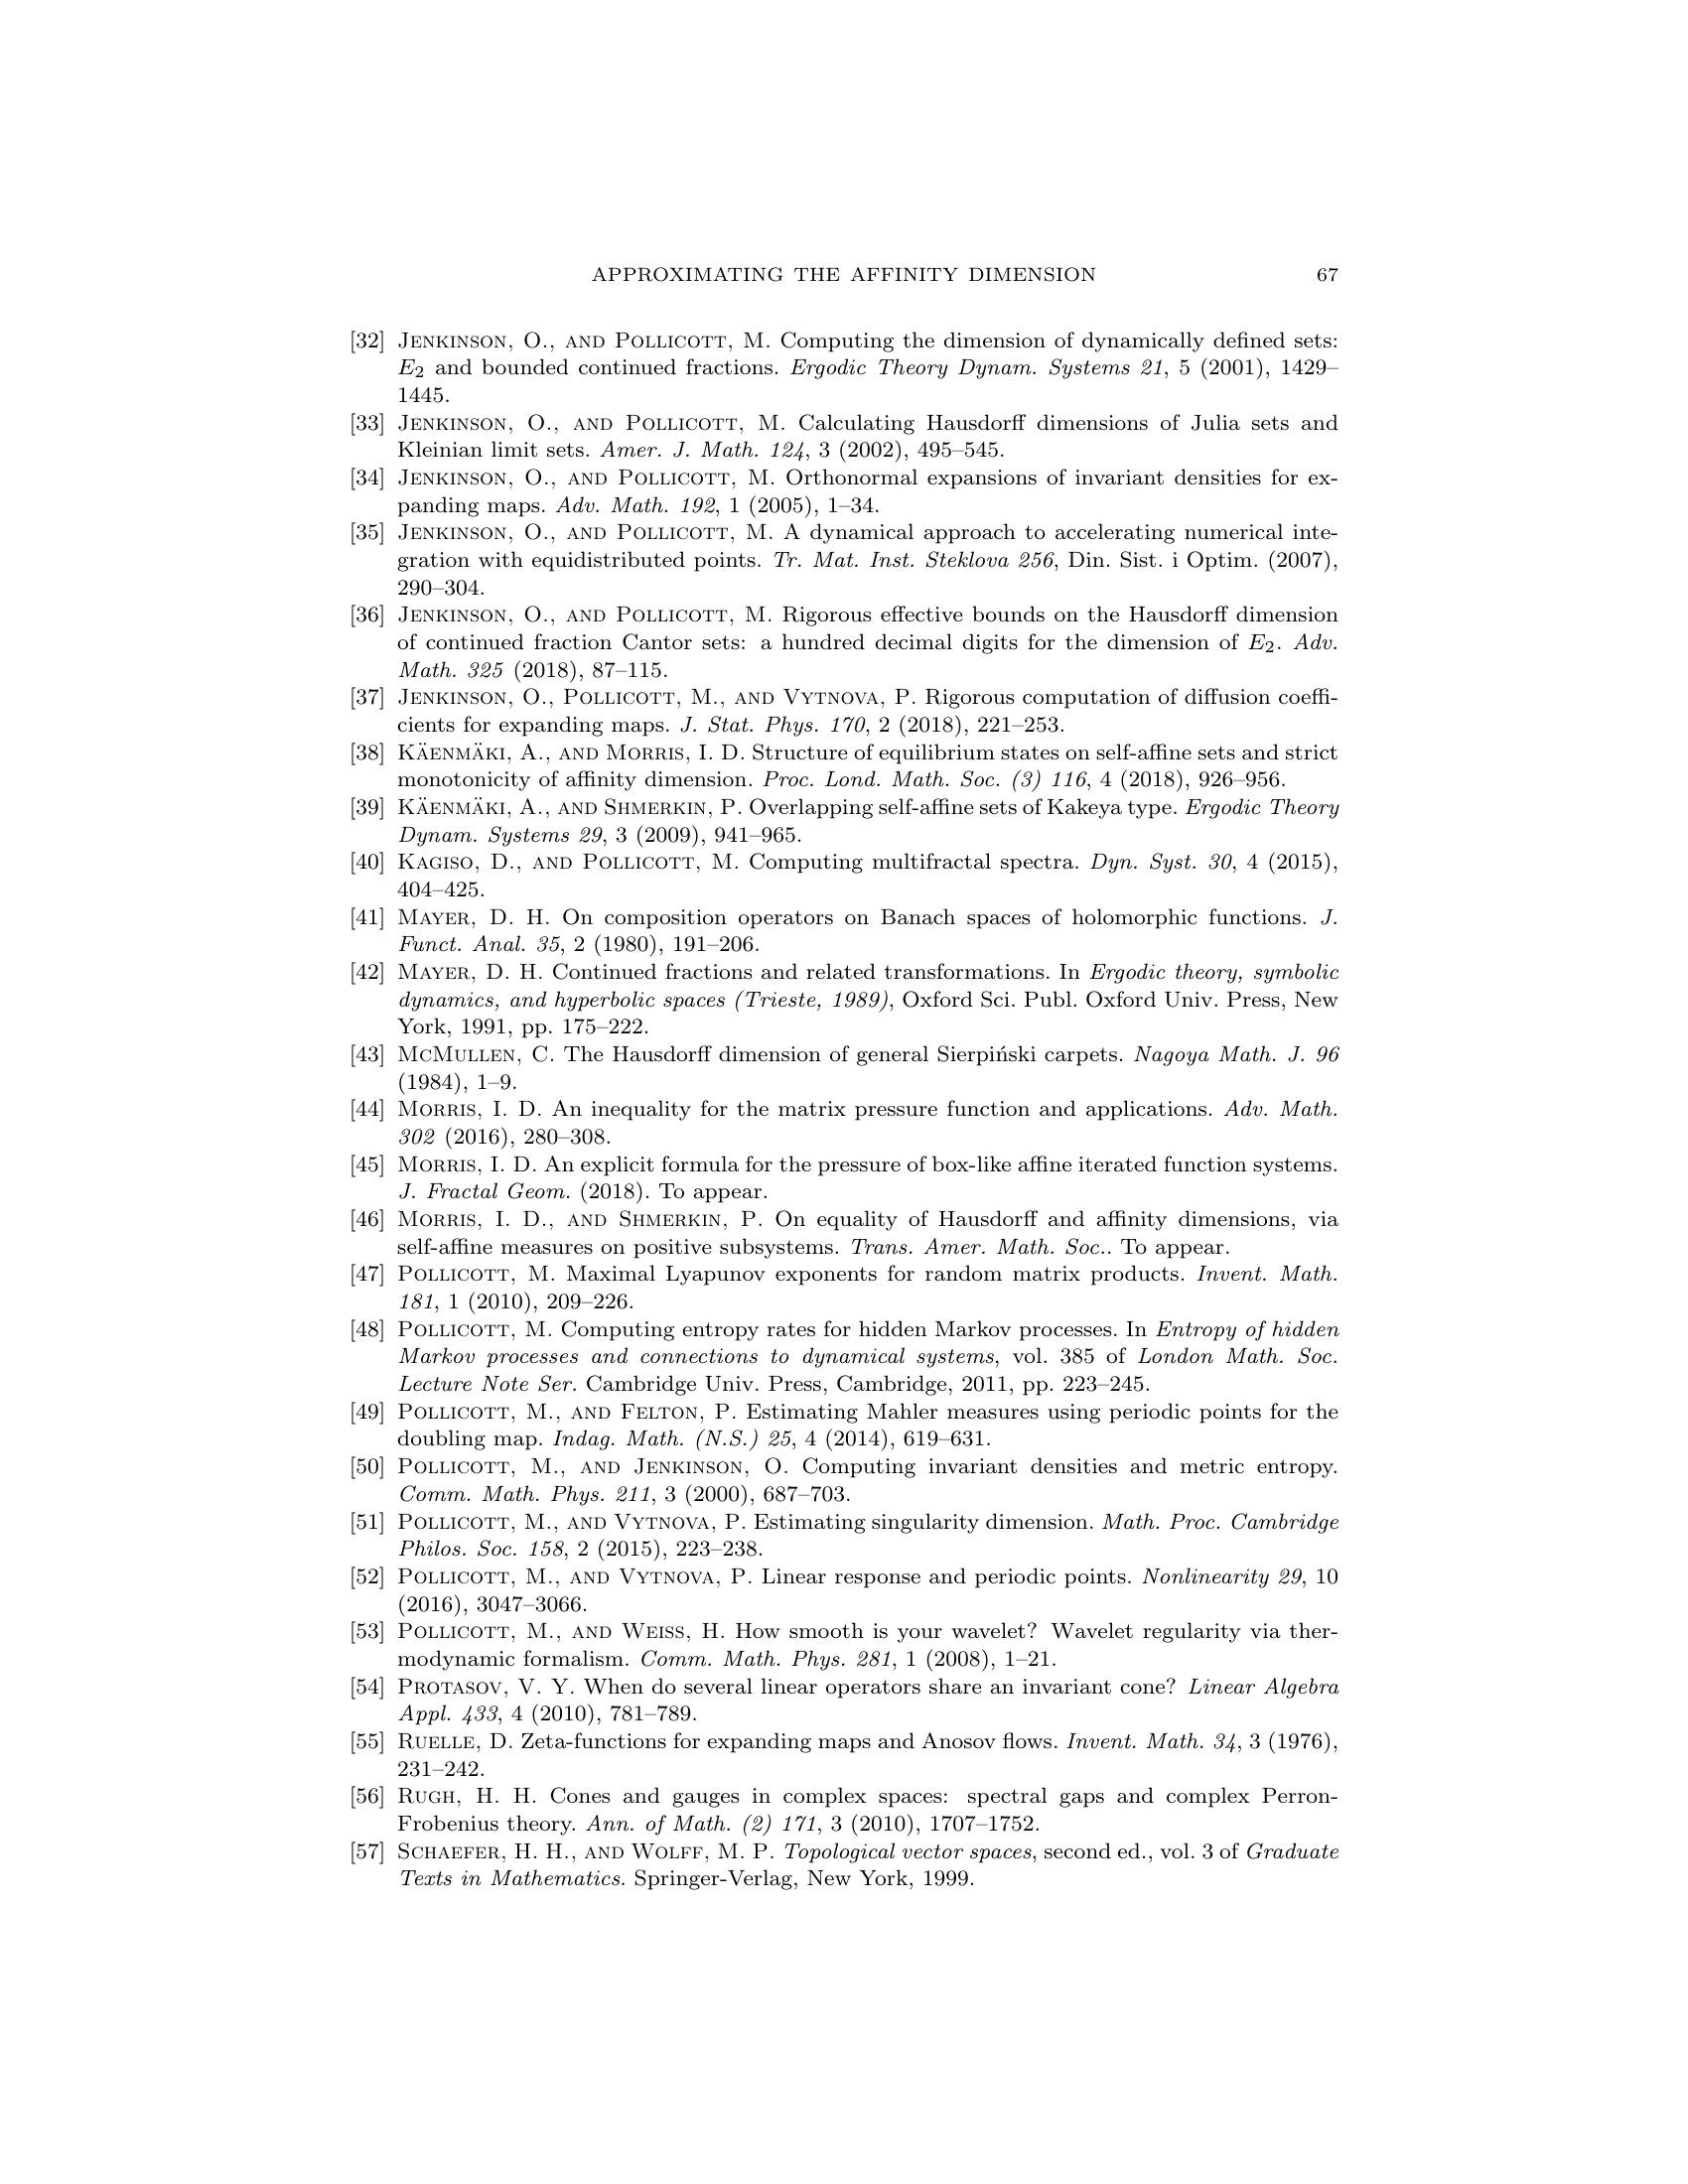 APPROXIMATING THE AFFINITY DIMENSION 67
[32] Jenkinson, O., and Pollicott, M. Computing the dimension of dynamically defined sets:
E₂ and bounded continued fractions. Ergodic Theory Dynam. Systems 21, 5 (2001), 1429–
1445.
[33] Jenkinson, O., and Pollicott, M. Calculating Hausdorff dimensions of Julia sets and
Kleinian limit sets. Amer. J. Math. 124, 3 (2002), 495–545.
[34] Jenkinson, O., and Pollicott, M. Orthonormal expansions of invariant densities for ex-
panding maps. Adv. Math. 192, 1 (2005), 1–34.
[35] Jenkinson, O., and Pollicott, M. A dynamical approach to accelerating numerical inte-
gration with equidistributed points. Tr. Mat. Inst. Steklova 256, Din. Sist. i Optim. (2007),
290–304.
[36] Jenkinson, O., and Pollicott, M. Rigorous effective bounds on the Hausdorff dimension
of continued fraction Cantor sets: a hundred decimal digits for the dimension of E₂. Adv.
Math. 325 (2018), 87–115.
[37] Jenkinson, O., Pollicott, M., and Vytnova, P. Rigorous computation of diffusion coeffi-
cients for expanding maps. J. Stat. Phys. 170, 2 (2018), 221–253.
[38] Käenmäki, A., and Morris, I. D. Structure of equilibrium states on self-affine sets and strict
monotonicity of affinity dimension. Proc. Lond. Math. Soc. (3) 116, 4 (2018), 926–956.
[39] Käenmäki, A., and Shmerkin, P. Overlapping self-affine sets of Kakeya type. Ergodic Theory
Dynam. Systems 29, 3 (2009), 941–965.
[40] Kagiso, D., and Pollicott, M. Computing multifractal spectra. Dyn. Syst. 30, 4 (2015),
404–425.
[41] Mayer, D. H. On composition operators on Banach spaces of holomorphic functions. J.
Funct. Anal. 35, 2 (1980), 191–206.
[42] Mayer, D. H. Continued fractions and related transformations. In Ergodic theory, symbolic
dynamics, and hyperbolic spaces (Trieste, 1989), Oxford Sci. Publ. Oxford Univ. Press, New
York, 1991, pp. 175–222.
[43] McMullen, C. The Hausdorff dimension of general Sierpiński carpets. Nagoya Math. J. 96
(1984), 1–9.
[44] Morris, I. D. An inequality for the matrix pressure function and applications. Adv. Math.
302 (2016), 280–308.
[45] Morris, I. D. An explicit formula for the pressure of box-like affine iterated function systems.
J. Fractal Geom. (2018). To appear.
[46] Morris, I. D., and Shmerkin, P. On equality of Hausdorff and affinity dimensions, via
self-affine measures on positive subsystems. Trans. Amer. Math. Soc.. To appear.
[47] Pollicott, M. Maximal Lyapunov exponents for random matrix products. Invent. Math.
181, 1 (2010), 209–226.
[48] Pollicott, M. Computing entropy rates for hidden Markov processes. In Entropy of hidden
Markov processes and connections to dynamical systems, vol. 385 of London Math. Soc.
Lecture Note Ser. Cambridge Univ. Press, Cambridge, 2011, pp. 223–245.
[49] Pollicott, M., and Felton, P. Estimating Mahler measures using periodic points for the
doubling map. Indag. Math. (N.S.) 25, 4 (2014), 619–631.
[50] Pollicott, M., and Jenkinson, O. Computing invariant densities and metric entropy.
Comm. Math. Phys. 211, 3 (2000), 687–703.
[51] Pollicott, M., and Vytnova, P. Estimating singularity dimension. Math. Proc. Cambridge
Philos. Soc. 158, 2 (2015), 223–238.
[52] Pollicott, M., and Vytnova, P. Linear response and periodic points. Nonlinearity 29, 10
(2016), 3047–3066.
[53] Pollicott, M., and Weiss, H. How smooth is your wavelet? Wavelet regularity via ther-
modynamic formalism. Comm. Math. Phys. 281, 1 (2008), 1–21.
[54] Protasov, V. Y. When do several linear operators share an invariant cone? Linear Algebra
Appl. 433, 4 (2010), 781–789.
[55] Ruelle, D. Zeta-functions for expanding maps and Anosov flows. Invent. Math. 34, 3 (1976),
231–242.
[56] Rugh, H. H. Cones and gauges in complex spaces: spectral gaps and complex Perron-
Frobenius theory. Ann. of Math. (2) 171, 3 (2010), 1707–1752.
[57] Schaefer, H. H., and Wolff, M. P. Topological vector spaces, second ed., vol. 3 of Graduate
Texts in Mathematics. Springer-Verlag, New York, 1999.